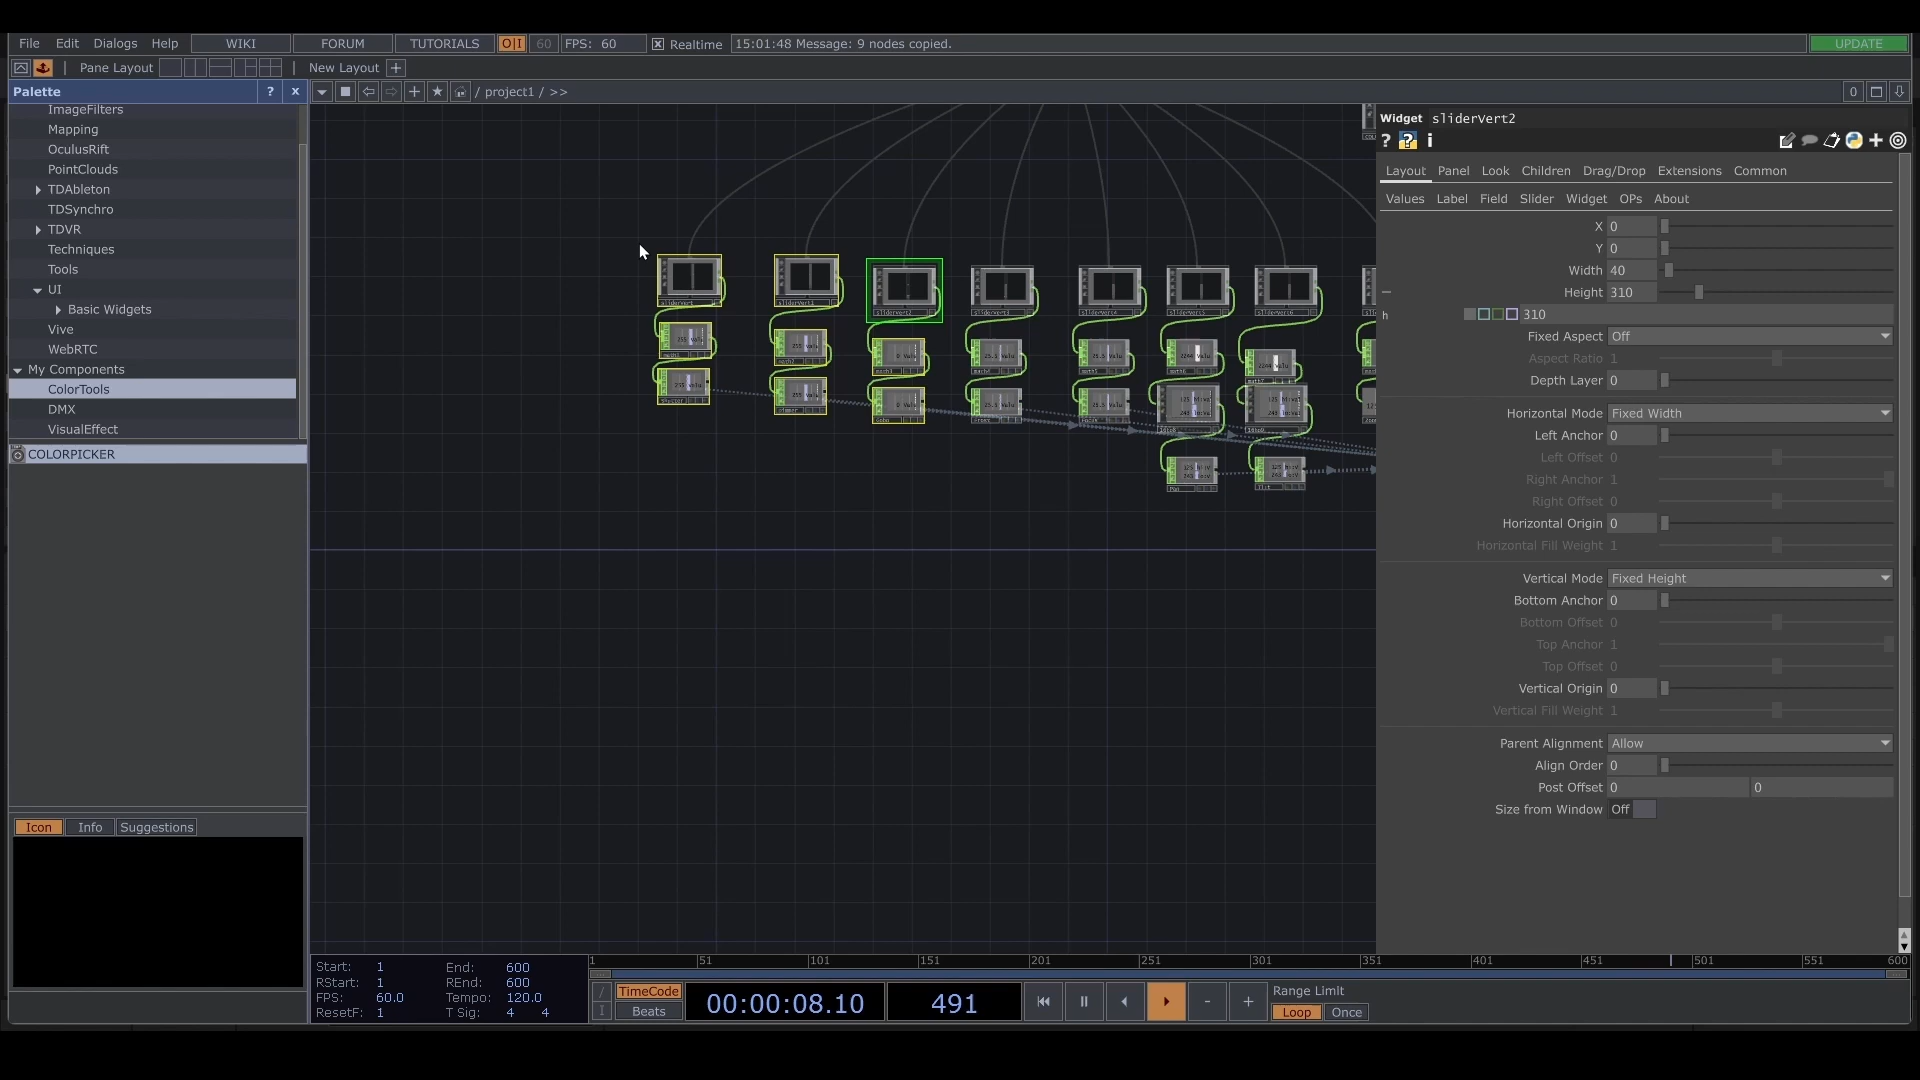 File Edit Dialogs Help WIKI FORUM TUTORIALS O|I 60 FPS: 60 Realtime 15:01:48 Message: 9 nodes copied. UPDATE
Pane Layout New Layout +
Palette ? x / project1 / >> 0
ImageFilters
Mapping
OculusRift
PointClouds
TDAbleton
TDSynchro
TDVR
Techniques
Tools
UI
Basic Widgets
Vive
WebRTC
My Components
ColorTools
DMX
VisualEffect
COLORPICKER
Icon Info Suggestions
sliderVert sliderVert1 sliderVert2 sliderVert3 sliderVert4 sliderVert5 sliderVert6
Widget sliderVert2
? ? i
Layout Panel Look Children Drag/Drop Extensions Common
Values Label Field Slider Widget OPs About
X 0
Y 0
Width 40
Height 310
h 310
Fixed Aspect Off
Aspect Ratio 1
Depth Layer 0
Horizontal Mode Fixed Width
Left Anchor 0
Left Offset 0
Right Anchor 1
Right Offset 0
Horizontal Origin 0
Horizontal Fill Weight 1
Vertical Mode Fixed Height
Bottom Anchor 0
Bottom Offset 0
Top Anchor 1
Top Offset 0
Vertical Origin 0
Vertical Fill Weight 1
Parent Alignment Allow
Align Order 0
Post Offset 0 0
Size from Window Off
Start: 1 End: 600
RStart: 1 REnd: 600
FPS: 60.0 Tempo: 120.0
ResetF: 1 T Sig: 4 4
1 51 101 151 201 251 301 351 401 451 501 551 600
TimeCode
Beats
00:00:08.10 491
- +
Range Limit
Loop Once